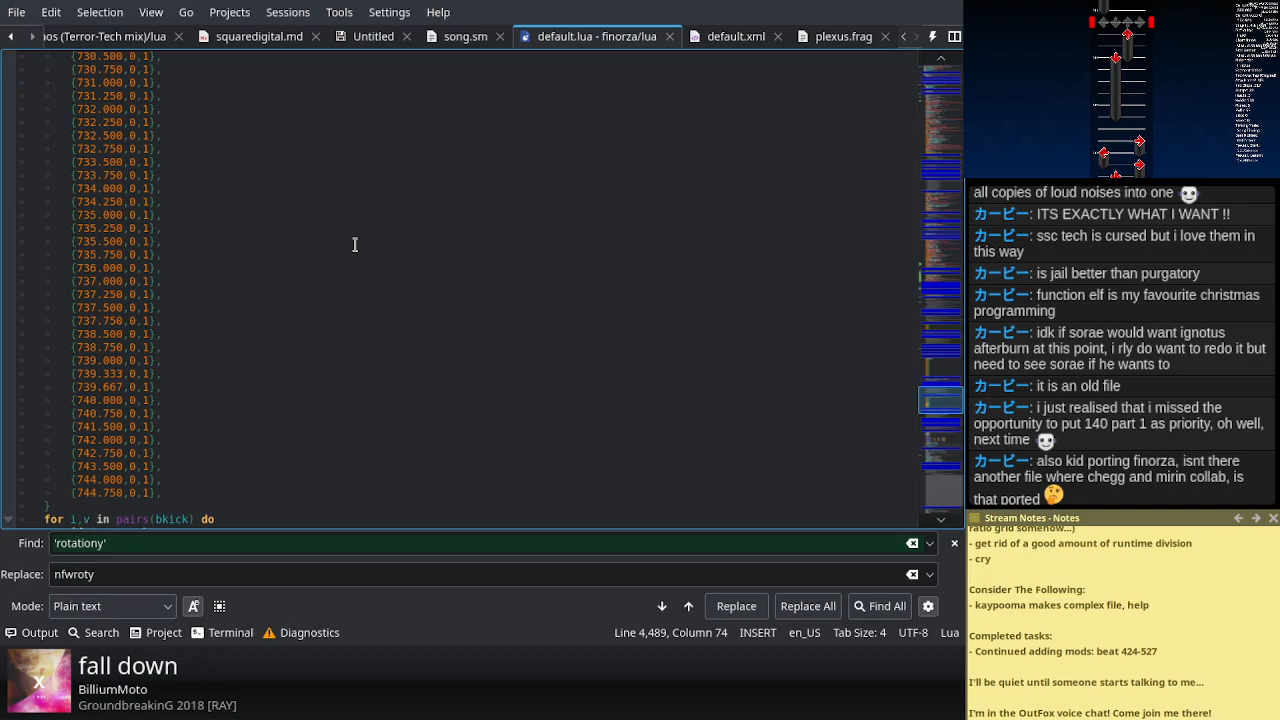 File Edit Selection View Go Projects Sessions Tools Settings Help
aos (Terror-Tech mix)/lua squaredigital.md Untitled song.sm default.lua - finorza/lua default.xml plexus.frag
{730.500,0,1},
{730.750,0,1},
{731.000,0,1},
{731.250,0,1},
{732.000,0,1},
{732.250,0,1},
{732.500,0,1},
{732.750,0,1},
{733.500,0,1},
{733.750,0,1},
{734.000,0,1},
{734.250,0,1},
{735.000,0,1},
{735.250,0,1},
{735.500,0,1},
{735.750,0,1},
{736.000,0,1},
{737.000,0,1},
{737.250,0,1},
{737.500,0,1},
{737.750,0,1},
{738.500,0,1},
{738.750,0,1},
{739.000,0,1},
{739.333,0,1},
{739.667,0,1},
{740.000,0,1},
{740.750,0,1},
{741.500,0,1},
{742.000,0,1},
{742.750,0,1},
{743.500,0,1},
{744.000,0,1},
{744.750,0,1},
}
for i,v in pairs(bkick) do
Find: 'rotationy'
Replace: nfwroty
Mode: Plain text Replace Replace All Find All
Output Search Project Terminal Diagnostics Line 4,489, Column 74 INSERT en_US Tab Size: 4 UTF-8 Lua
fall down
BilliumMoto
GroundbreakinG 2018 [RAY]
all copies of loud noises into one
カービー: ITS EXACTLY WHAT I WANT !!
カービー: ssc tech is cursed but i love them in
this way
カービー: is jail better than purgatory
カービー: function elf is my favourite christmas
programming
カービー: idk if sorae would want ignotus
afterburn at this point, i rly do want to redo it but
need to see sorae if he wants to
カービー: it is an old file
カービー: i just realised that i missed the
opportunity to put 140 part 1 as priority, oh well,
next time
カービー: also kid porting finorza, isnt there
another file where chegg and mirin collab, is
that ported
Stream Notes - Notes
ratio grid somehow...)
- get rid of a good amount of runtime division
- cry
Consider The Following:
- kaypooma makes complex file, help
Completed tasks:
- Continued adding mods: beat 424-527
I'll be quiet until someone starts talking to me...
I'm in the OutFox voice chat! Come join me there!